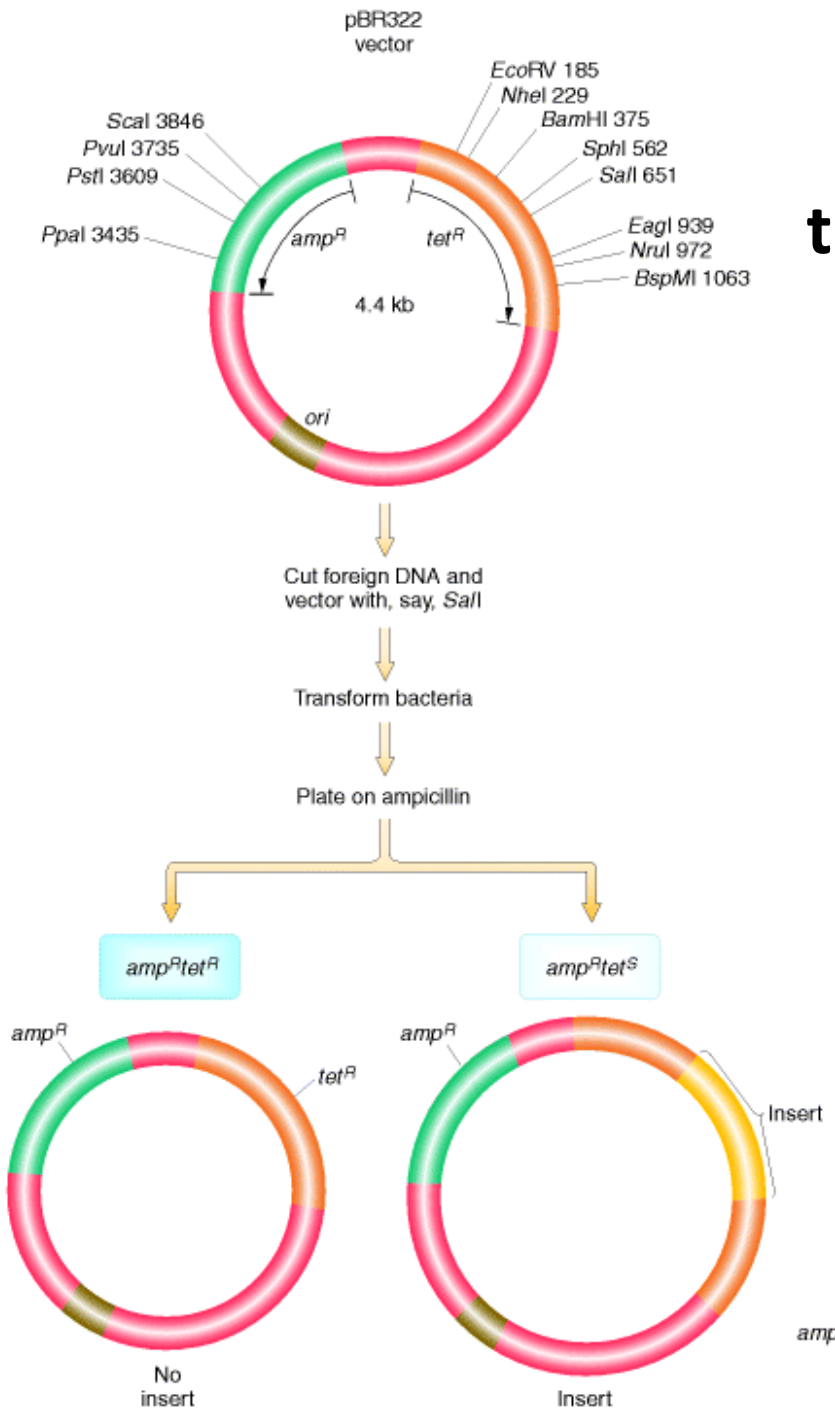 pBR322
vector
EcoRV 185
NheI 229
BamHI 375
SphI 562
SalI 651
EagI 939
NruI 972
BspMI 1063
ScaI 3846
PvuI 3735
PstI 3609
PpaI 3435
ampR
tetR
4.4 kb
ori
t
Cut foreign DNA and
vector with, say, SalI
Transform bacteria
Plate on ampicillin
ampRtetR
ampRtetS
ampR
tetR
No
insert
ampR
Insert
Insert
amp